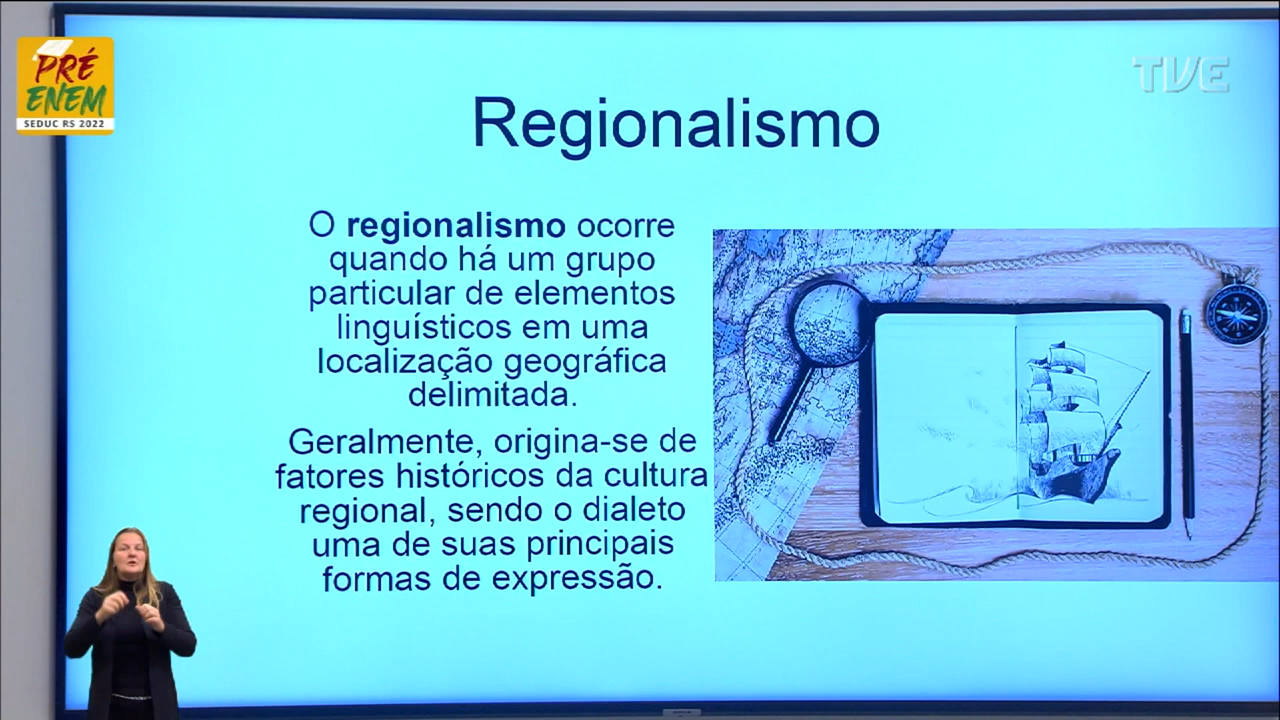 PRÉ
ENEM
SEDUC RS 2022
TVE
Regionalismo
O regionalismo ocorre
quando há um grupo
particular de elementos
linguísticos em uma
localização geográfica
delimitada.
Geralmente, origina-se de
fatores históricos da cultura
regional, sendo o dialeto
uma de suas principais
formas de expressão.